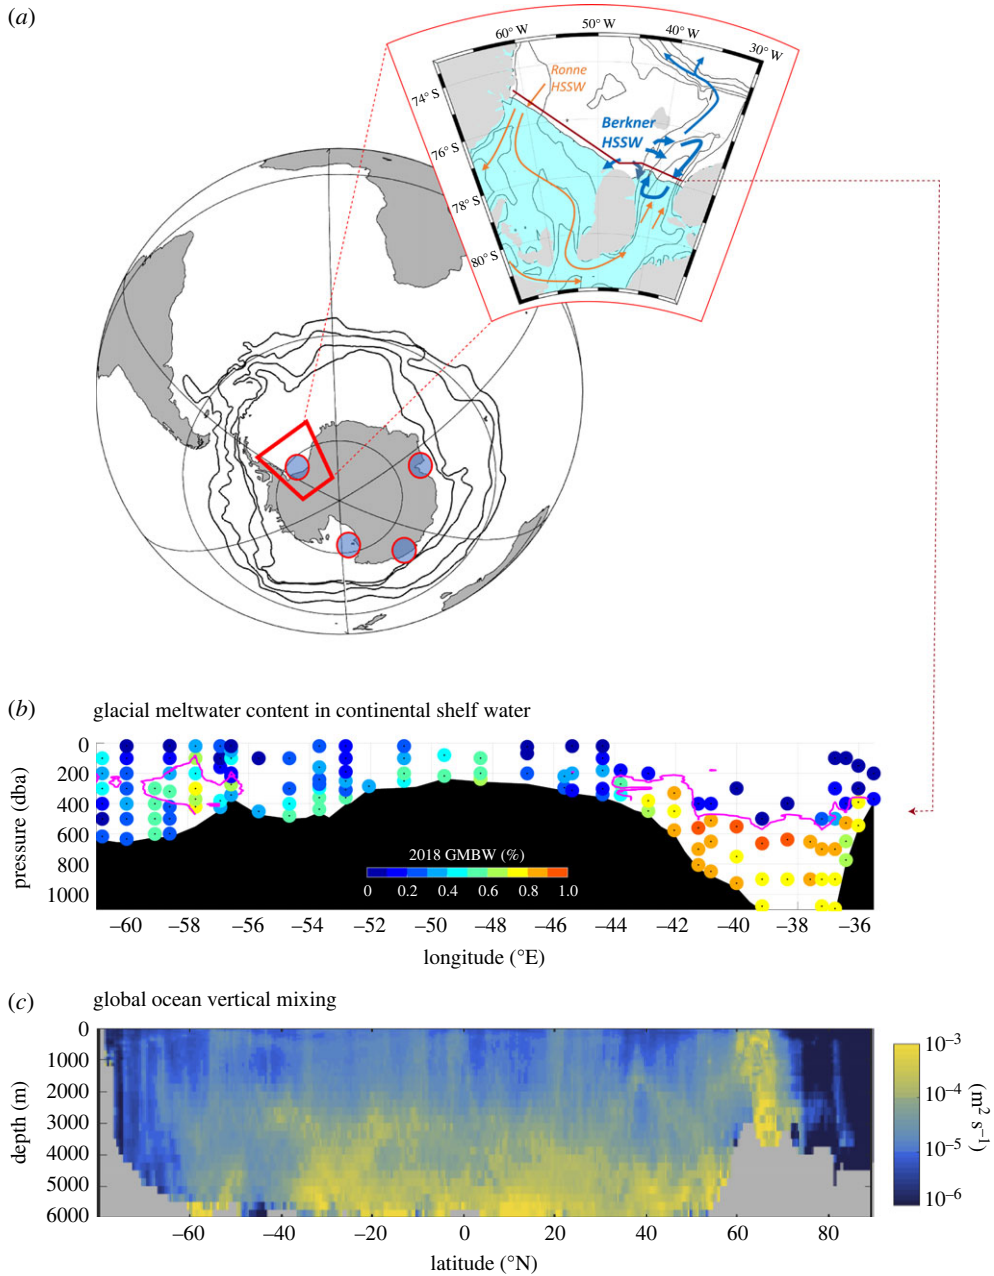 (a)
60° W
50° W
40° W
30° W
74° S
76° S
78° S
80° S
Ronne
HSSW
Berkner
HSSW
(b) glacial meltwater content in continental shelf water
pressure (dba)
0
200
400
600
800
1000
2018 GMBW (%)
0 0.2 0.4 0.6 0.8 1.0
–60 –58 –56 –54 –52 –50 –48 –46 –44 –42 –40 –38 –36
longitude (°E)
(c) global ocean vertical mixing
depth (m)
0
1000
2000
3000
4000
5000
6000
–60 –40 –20 0 20 40 60 80
latitude (°N)
10⁻³
10⁻⁴
10⁻⁵
10⁻⁶
(m² s⁻¹)